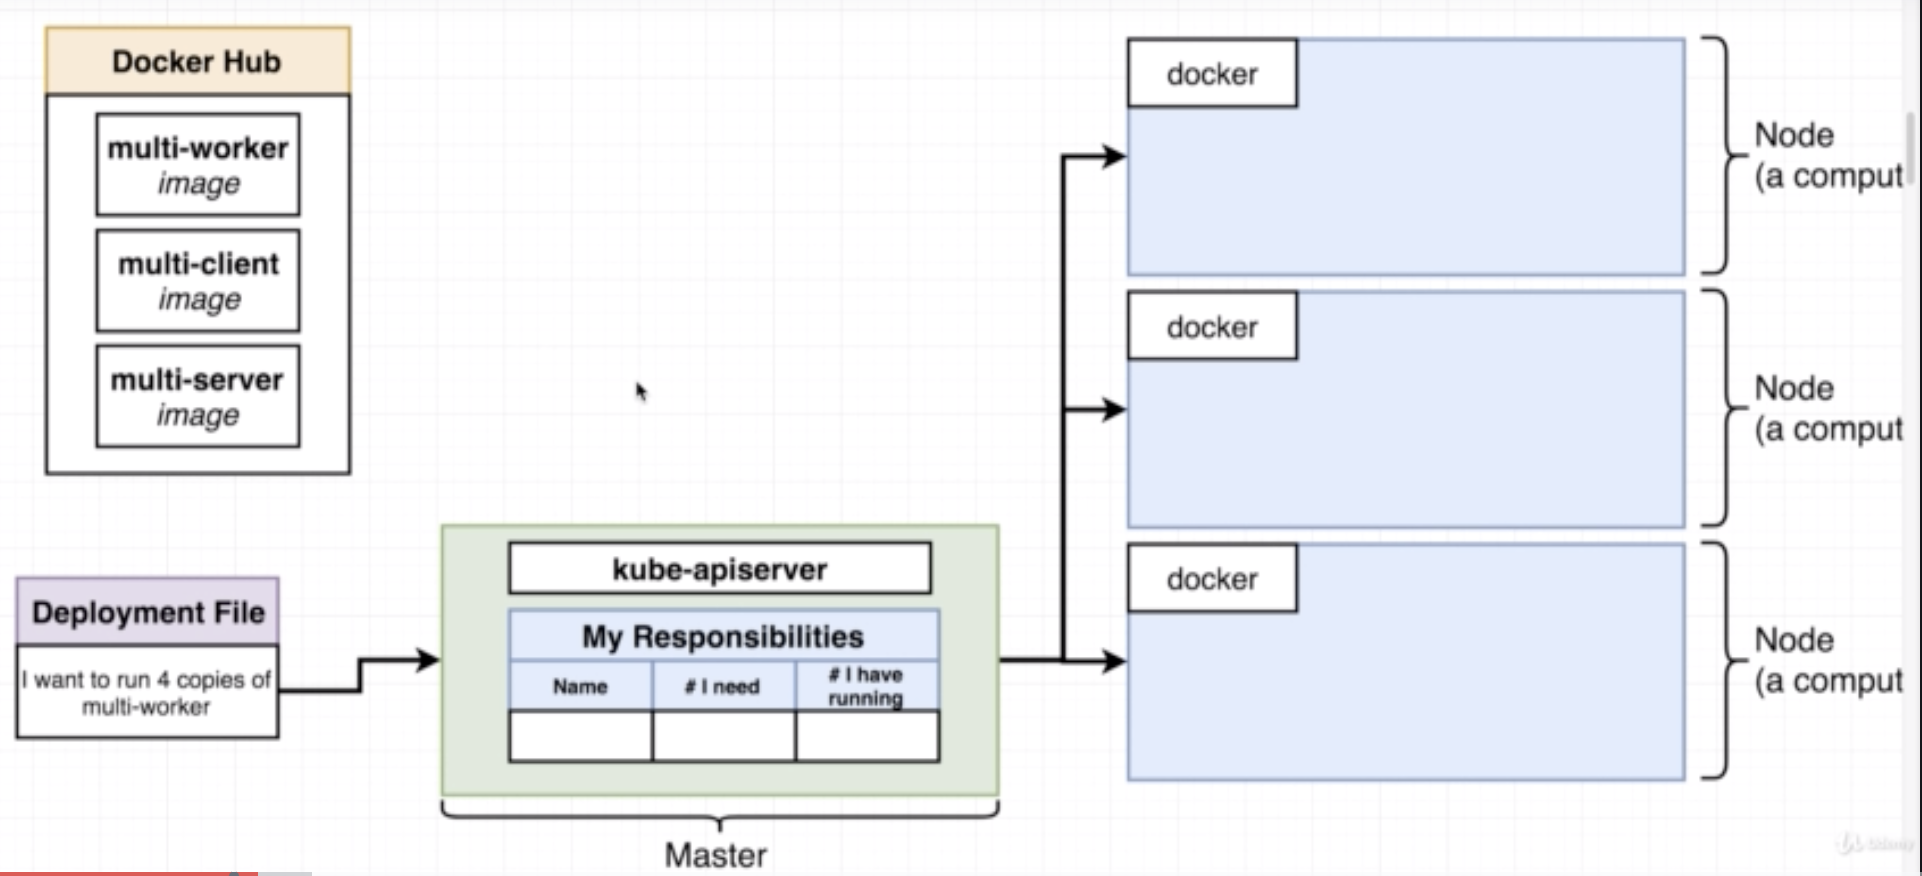 Docker Hub
multi-worker
image
multi-client
image
multi-server
image
Deployment File
I want to run 4 copies of
multi-worker
kube-apiserver
My Responsibilities
Name
# I need
# I have
running
Master
docker
Node
(a comput
docker
Node
(a comput
docker
Node
(a comput
Udemy